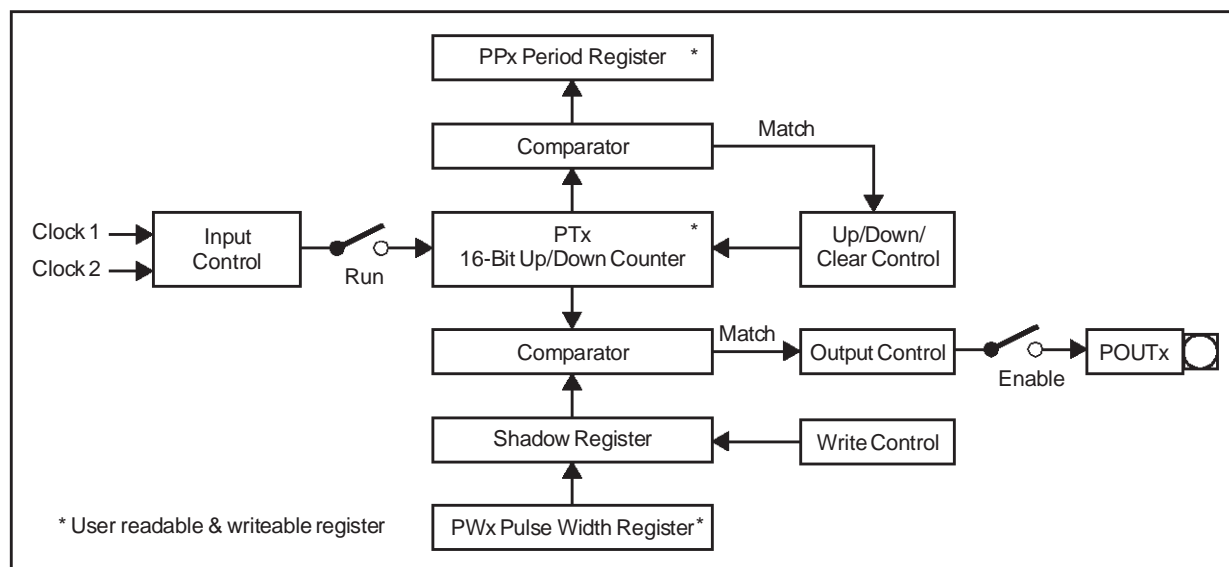 PPx Period Register *
Comparator
Match
Clock 1
Clock 2
Input
Control
Run
PTx *
16-Bit Up/Down Counter
Up/Down/
Clear Control
Comparator
Match
Output Control
Enable
POUTx
Shadow Register
Write Control
* User readable & writeable register
PWx Pulse Width Register*